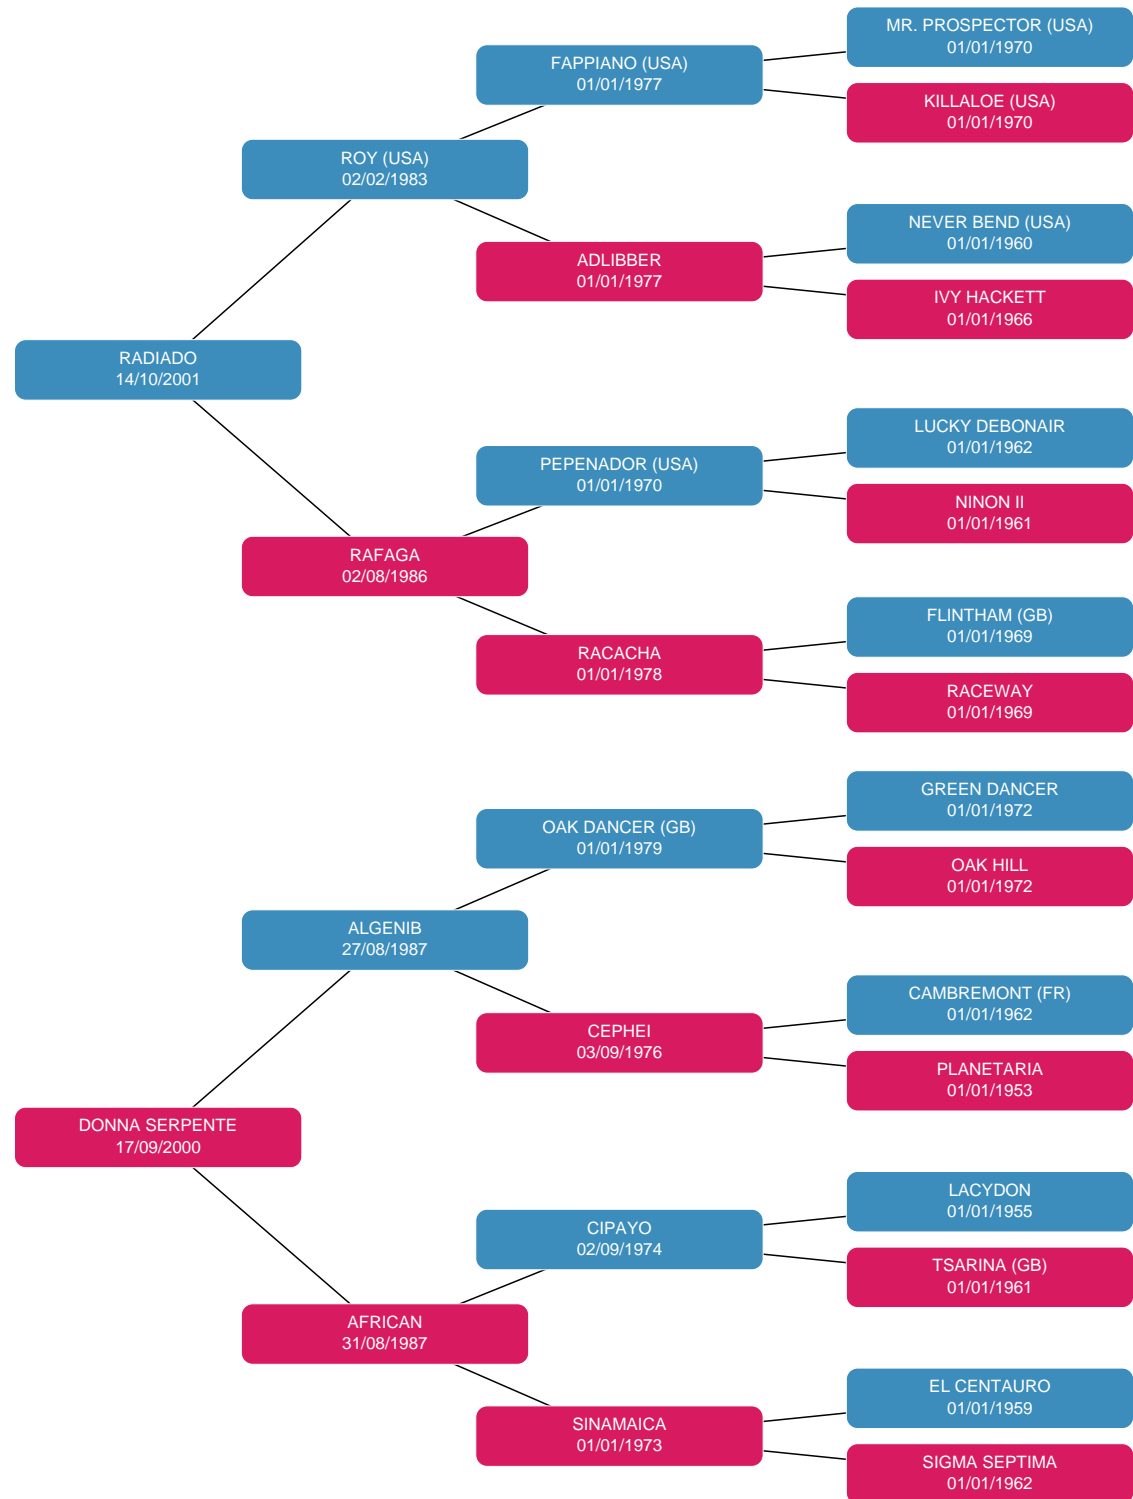 MR. PROSPECTOR (USA)
01/01/1970
FAPPIANO (USA)
01/01/1977
KILLALOE (USA)
01/01/1970
ROY (USA)
02/02/1983
NEVER BEND (USA)
01/01/1960
ADLIBBER
01/01/1977
IVY HACKETT
01/01/1966
RADIADO
14/10/2001
LUCKY DEBONAIR
01/01/1962
PEPENADOR (USA)
01/01/1970
NINON II
01/01/1961
RAFAGA
02/08/1986
FLINTHAM (GB)
01/01/1969
RACACHA
01/01/1978
RACEWAY
01/01/1969
GREEN DANCER
01/01/1972
OAK DANCER (GB)
01/01/1979
OAK HILL
01/01/1972
ALGENIB
27/08/1987
CAMBREMONT (FR)
01/01/1962
CEPHEI
03/09/1976
PLANETARIA
01/01/1953
DONNA SERPENTE
17/09/2000
LACYDON
01/01/1955
CIPAYO
02/09/1974
TSARINA (GB)
01/01/1961
AFRICAN
31/08/1987
EL CENTAURO
01/01/1959
SINAMAICA
01/01/1973
SIGMA SEPTIMA
01/01/1962